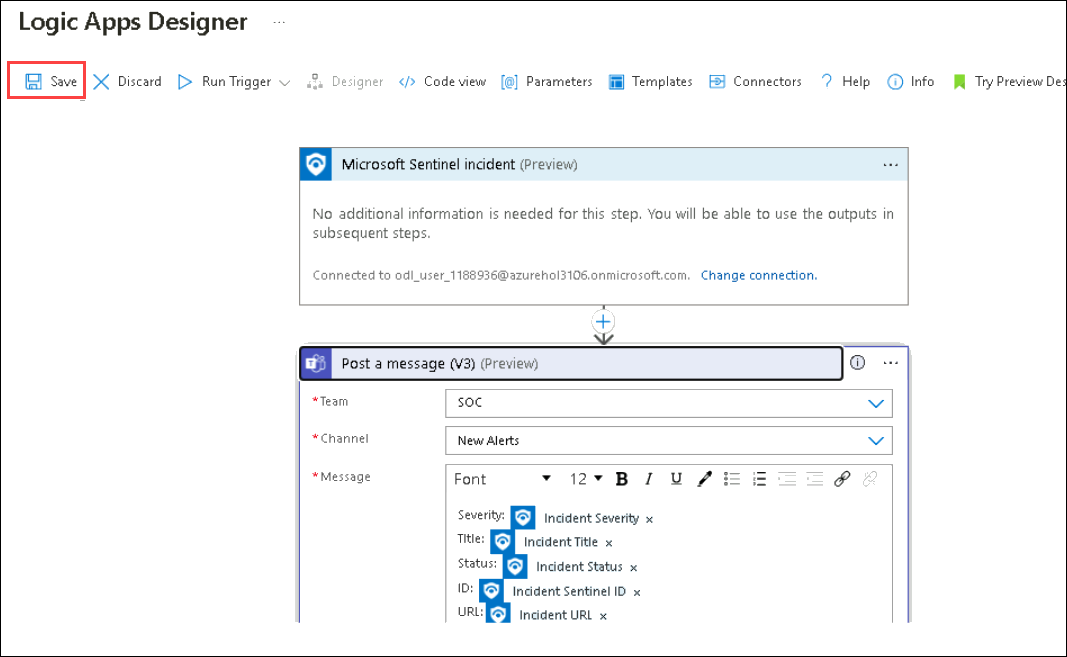 Logic Apps Designer ...
Save Discard Run Trigger Designer </> Code view [@] Parameters Templates Connectors ? Help Info Try Preview Des
Microsoft Sentinel incident (Preview) ...
No additional information is needed for this step. You will be able to use the outputs in
subsequent steps.
Connected to odl_user_1188936@azurehol3106.onmicrosoft.com. Change connection.
Post a message (V3) (Preview) ...
*Team SOC
*Channel New Alerts
*Message Font 12 B I U
Severity: Incident Severity ×
Title: Incident Title ×
Status: Incident Status ×
ID: Incident Sentinel ID ×
URL: Incident URL ×